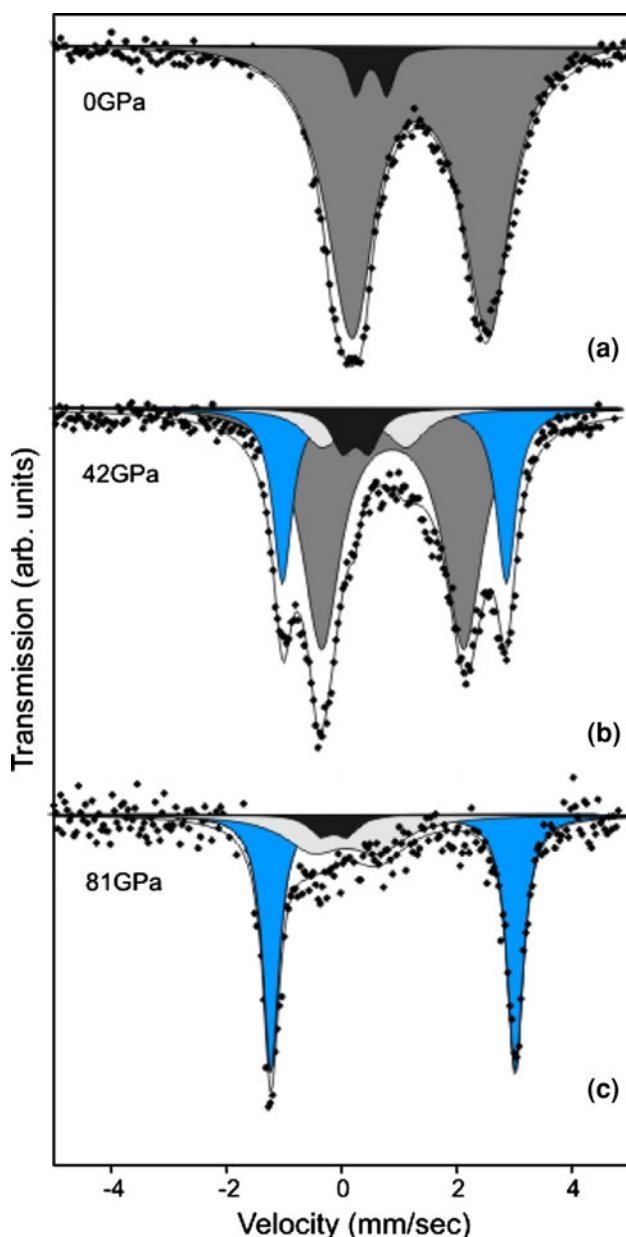 0GPa
(a)
42GPa
(b)
81GPa
(c)
Transmission (arb. units)
-4 -2 0 2 4
Velocity (mm/sec)